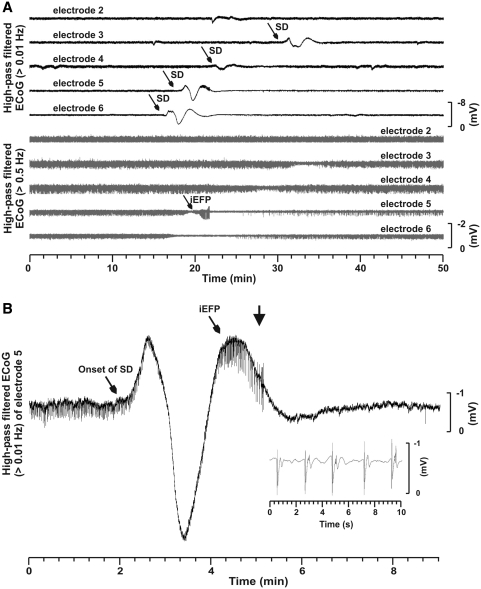 A
High-pass filtered
ECoG (> 0.01 Hz)
electrode 2
electrode 3
SD
electrode 4
SD
electrode 5
SD
electrode 6
SD
-8
0
(mV)
High-pass filtered
ECoG (> 0.5 Hz)
electrode 2
electrode 3
electrode 4
electrode 5
iEFP
electrode 6
-2
0
(mV)
0 10 20 30 40 50
Time (min)
B
High-pass filtered ECoG
(> 0.01 Hz) of electrode 5
Onset of SD
iEFP
-1
0
(mV)
-1
0
(mV)
0 2 4 6 8 10
Time (s)
0 2 4 6 8
Time (min)